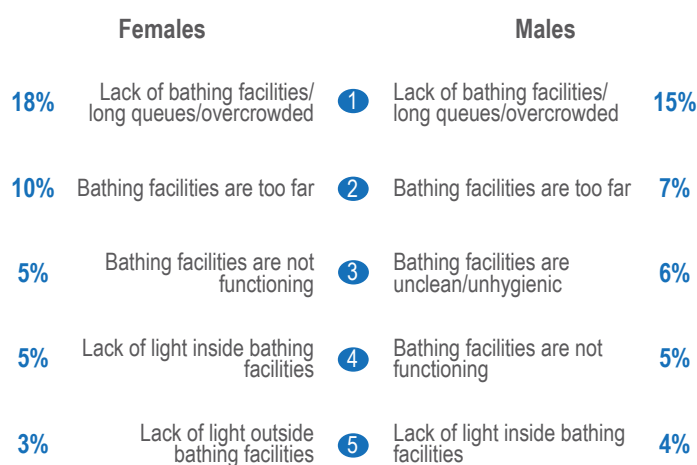 Females Males
18% Lack of bathing facilities/ long queues/overcrowded 1 Lack of bathing facilities/ long queues/overcrowded 15%
10% Bathing facilities are too far 2 Bathing facilities are too far 7%
5% Bathing facilities are not functioning 3 Bathing facilities are unclean/unhygienic 6%
5% Lack of light inside bathing facilities 4 Bathing facilities are not functioning 5%
3% Lack of light outside bathing facilities 5 Lack of light inside bathing facilities 4%